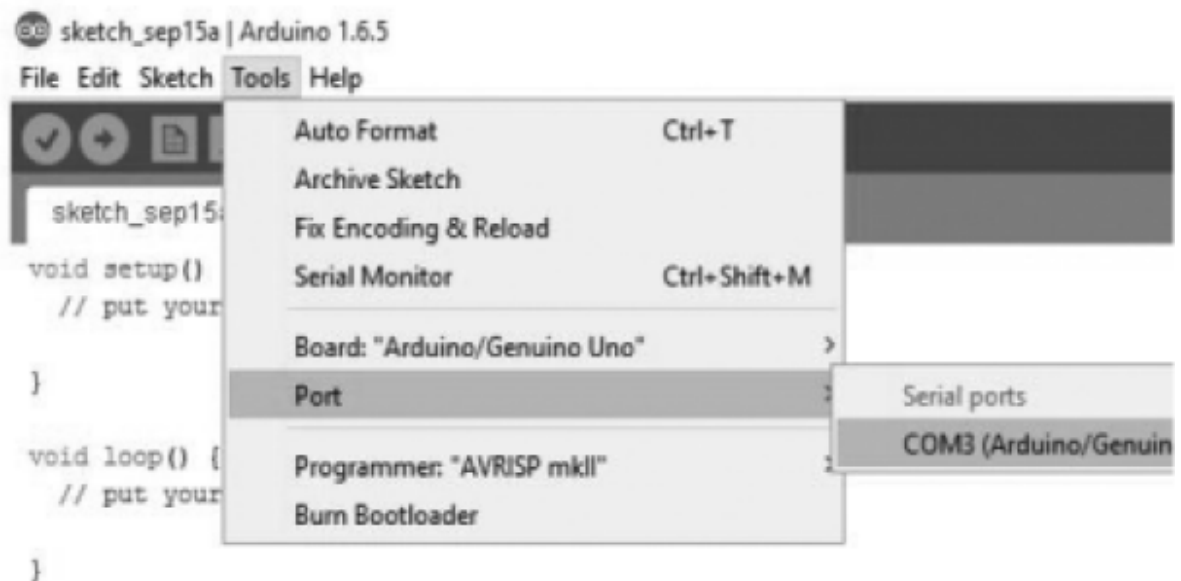 sketch_sep15a | Arduino 1.6.5
File Edit Sketch Tools Help
Auto Format Ctrl+T
Archive Sketch
sketch_sep15a
Fix Encoding & Reload
void setup()
Serial Monitor Ctrl+Shift+M
// put your
Board: "Arduino/Genuino Uno"
}
Port
Serial ports
COM3 (Arduino/Genuin
void loop() {
Programmer: "AVRISP mkII"
// put your
Burn Bootloader
}